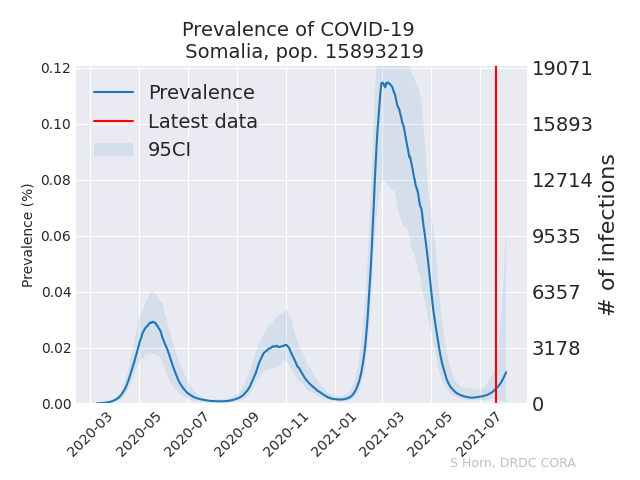 Prevalence of COVID-19
Somalia, pop. 15893219
Prevalence
Latest data
95CI
Prevalence (%)
0.12
0.10
0.08
0.06
0.04
0.02
0.00
19071
15893
12714
9535
6357
3178
0
# of infections
2020-03
2020-05
2020-07
2020-09
2020-11
2021-01
2021-03
2021-05
2021-07
S Horn, DRDC CORA